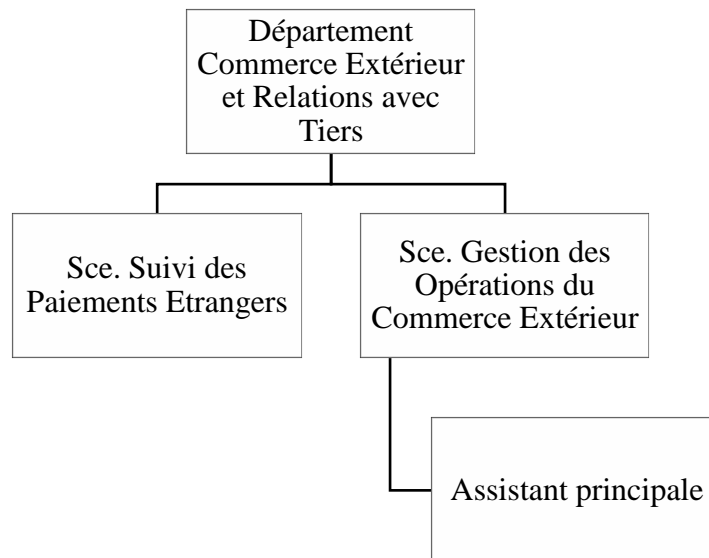 Département
Commerce Extérieur
et Relations avec
Tiers
Sce. Suivi des
Paiements Etrangers
Sce. Gestion des
Opérations du
Commerce Extérieur
Assistant principale